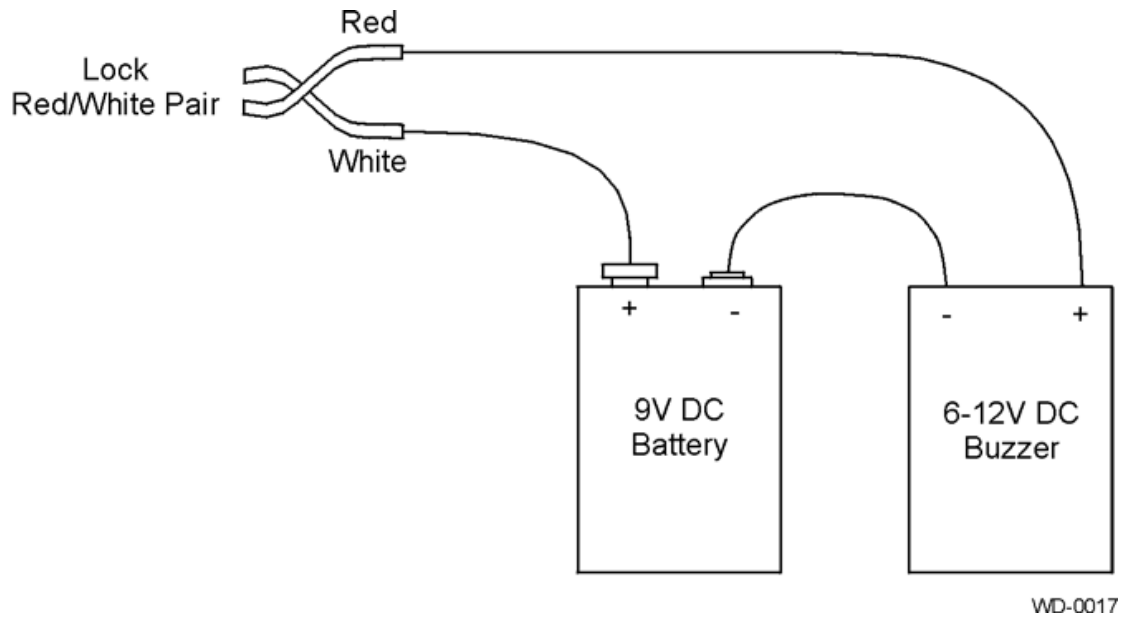 Red
Lock
Red/White Pair
White
+
-
-
+
9V DC
Battery
6-12V DC
Buzzer
WD-0017